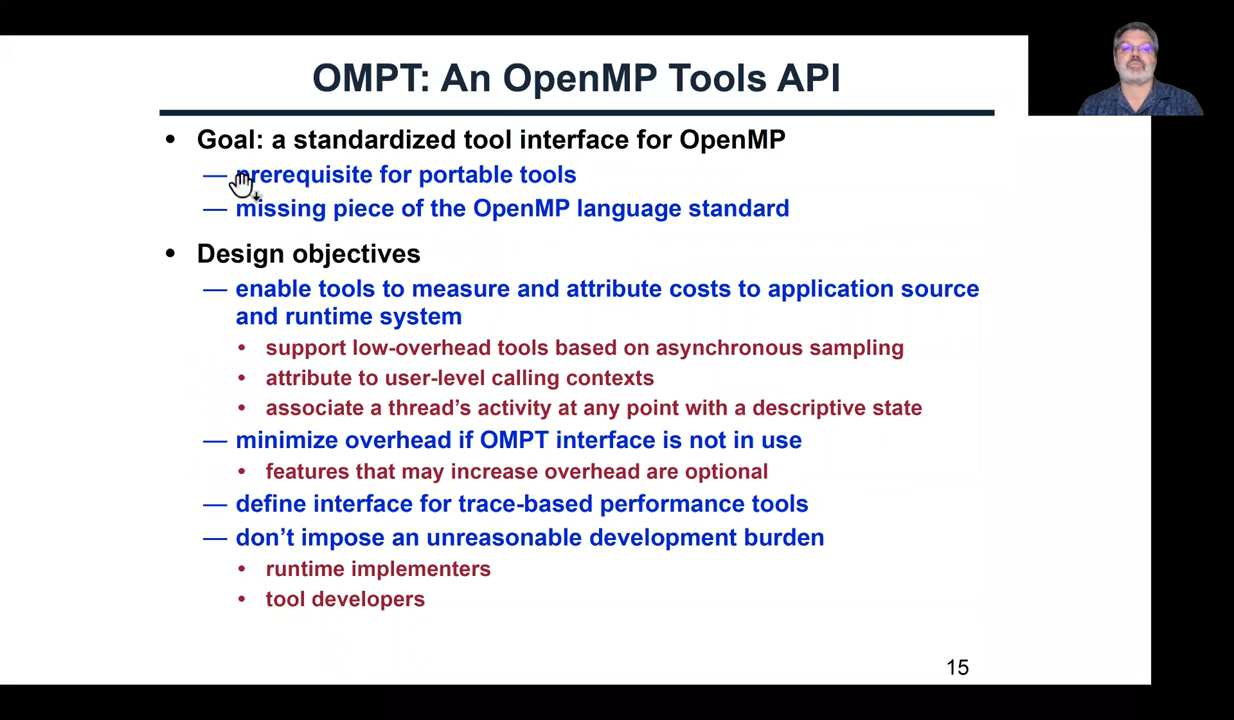 OMPT: An OpenMP Tools API
• Goal: a standardized tool interface for OpenMP
— prerequisite for portable tools
— missing piece of the OpenMP language standard
• Design objectives
— enable tools to measure and attribute costs to application source
and runtime system
• support low-overhead tools based on asynchronous sampling
• attribute to user-level calling contexts
• associate a thread’s activity at any point with a descriptive state
— minimize overhead if OMPT interface is not in use
• features that may increase overhead are optional
— define interface for trace-based performance tools
— don’t impose an unreasonable development burden
• runtime implementers
• tool developers
15